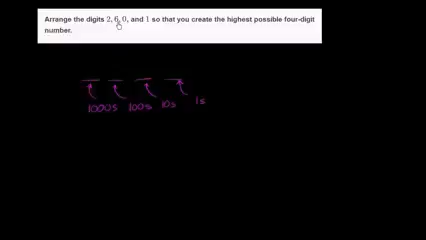 Arrange the digits 2, 6, 0, and 1 so that you create the highest possible four-digit
number.
1000s 100s 10s 1s